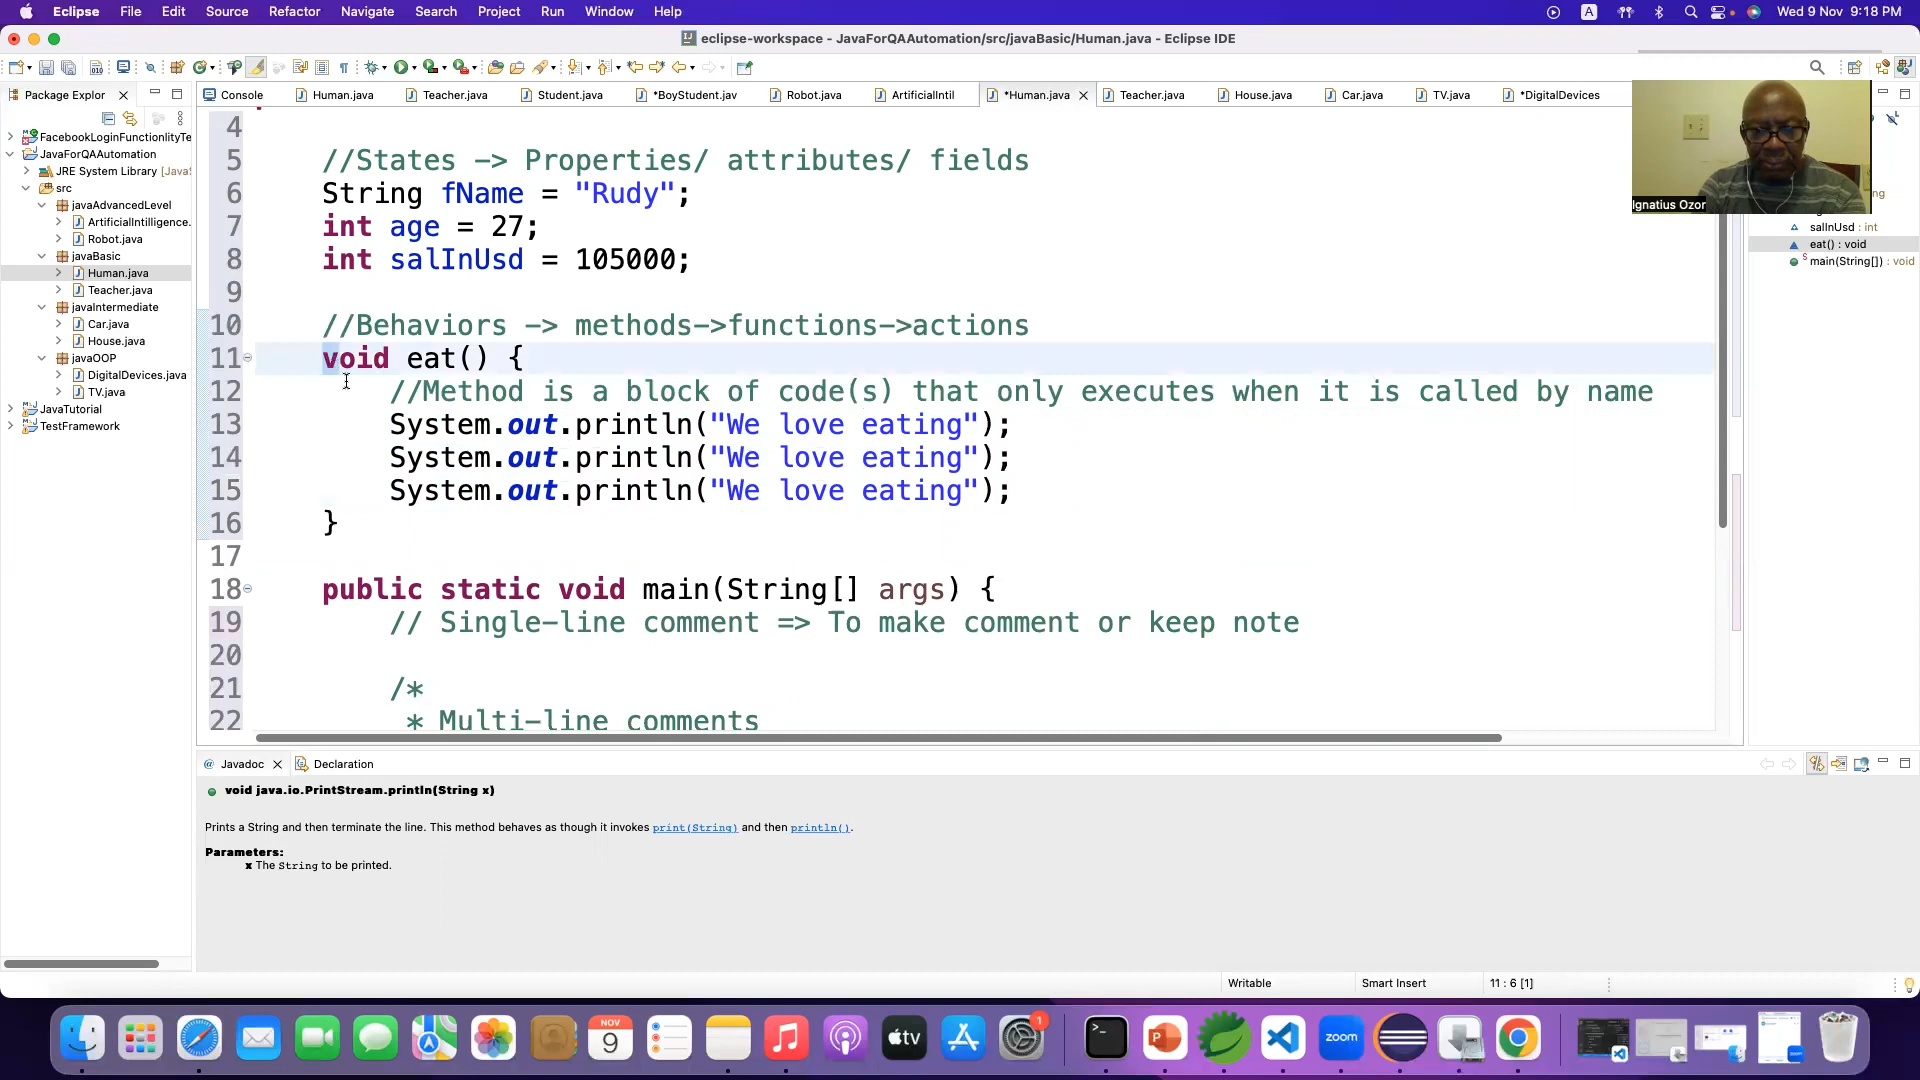 Eclipse File Edit Source Refactor Navigate Search Project Run Window Help
A
Wed 9 Nov 9:18 PM
eclipse-workspace - JavaForQAAutomation/src/javaBasic/Human.java - Eclipse IDE
Package Explor
Console Human.java Teacher.java Student.java *BoyStudent.jav Robot.java ArtificialIntil *Human.java Teacher.java House.java Car.java TV.java *DigitalDevices
FacebookLoginFunctionlityTe
JavaForQAAutomation
JRE System Library [Java
src
javaAdvancedLevel
ArtificialIntilligence.
Robot.java
javaBasic
Human.java
Teacher.java
javaIntermediate
Car.java
House.java
javaOOP
DigitalDevices.java
TV.java
JavaTutorial
TestFramework
4
5 //States -> Properties/ attributes/ fields
6 String fName = "Rudy";
7 int age = 27;
8 int salInUsd = 105000;
9
10 //Behaviors -> methods->functions->actions
11 void eat() {
12 //Method is a block of code(s) that only executes when it is called by name
13 System.out.println("We love eating");
14 System.out.println("We love eating");
15 System.out.println("We love eating");
16 }
17
18 public static void main(String[] args) {
19 // Single-line comment => To make comment or keep note
20
21 /*
22 * Multi-line comments
Ignatius Ozor
salInUsd : int
eat() : void
main(String[]) : void
@ Javadoc Declaration
void java.io.PrintStream.println(String x)
Prints a String and then terminate the line. This method behaves as though it invokes print(String) and then println().
Parameters:
x The String to be printed.
Writable Smart Insert 11 : 6 [1]
NOV
9
tv
1
zoom